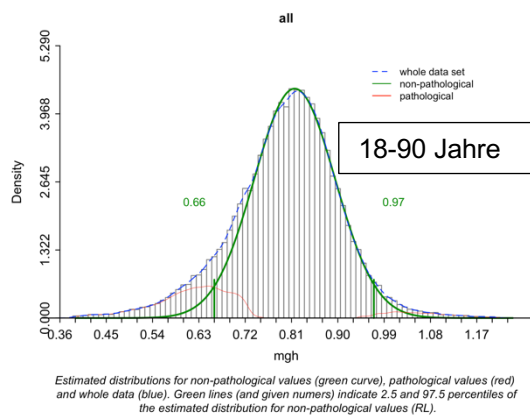 all
5.290
3.968
2.645
1.322
0.000
Density
whole data set
non-pathological
pathological
18-90 Jahre
0.66
0.97
0.36 0.45 0.54 0.63 0.72 0.81 0.90 0.99 1.08 1.17
mgh
Estimated distributions for non-pathological values (green curve), pathological values (red)
and whole data (blue). Green lines (and given numers) indicate 2.5 and 97.5 percentiles of
the estimated distribution for non-pathological values (RL).